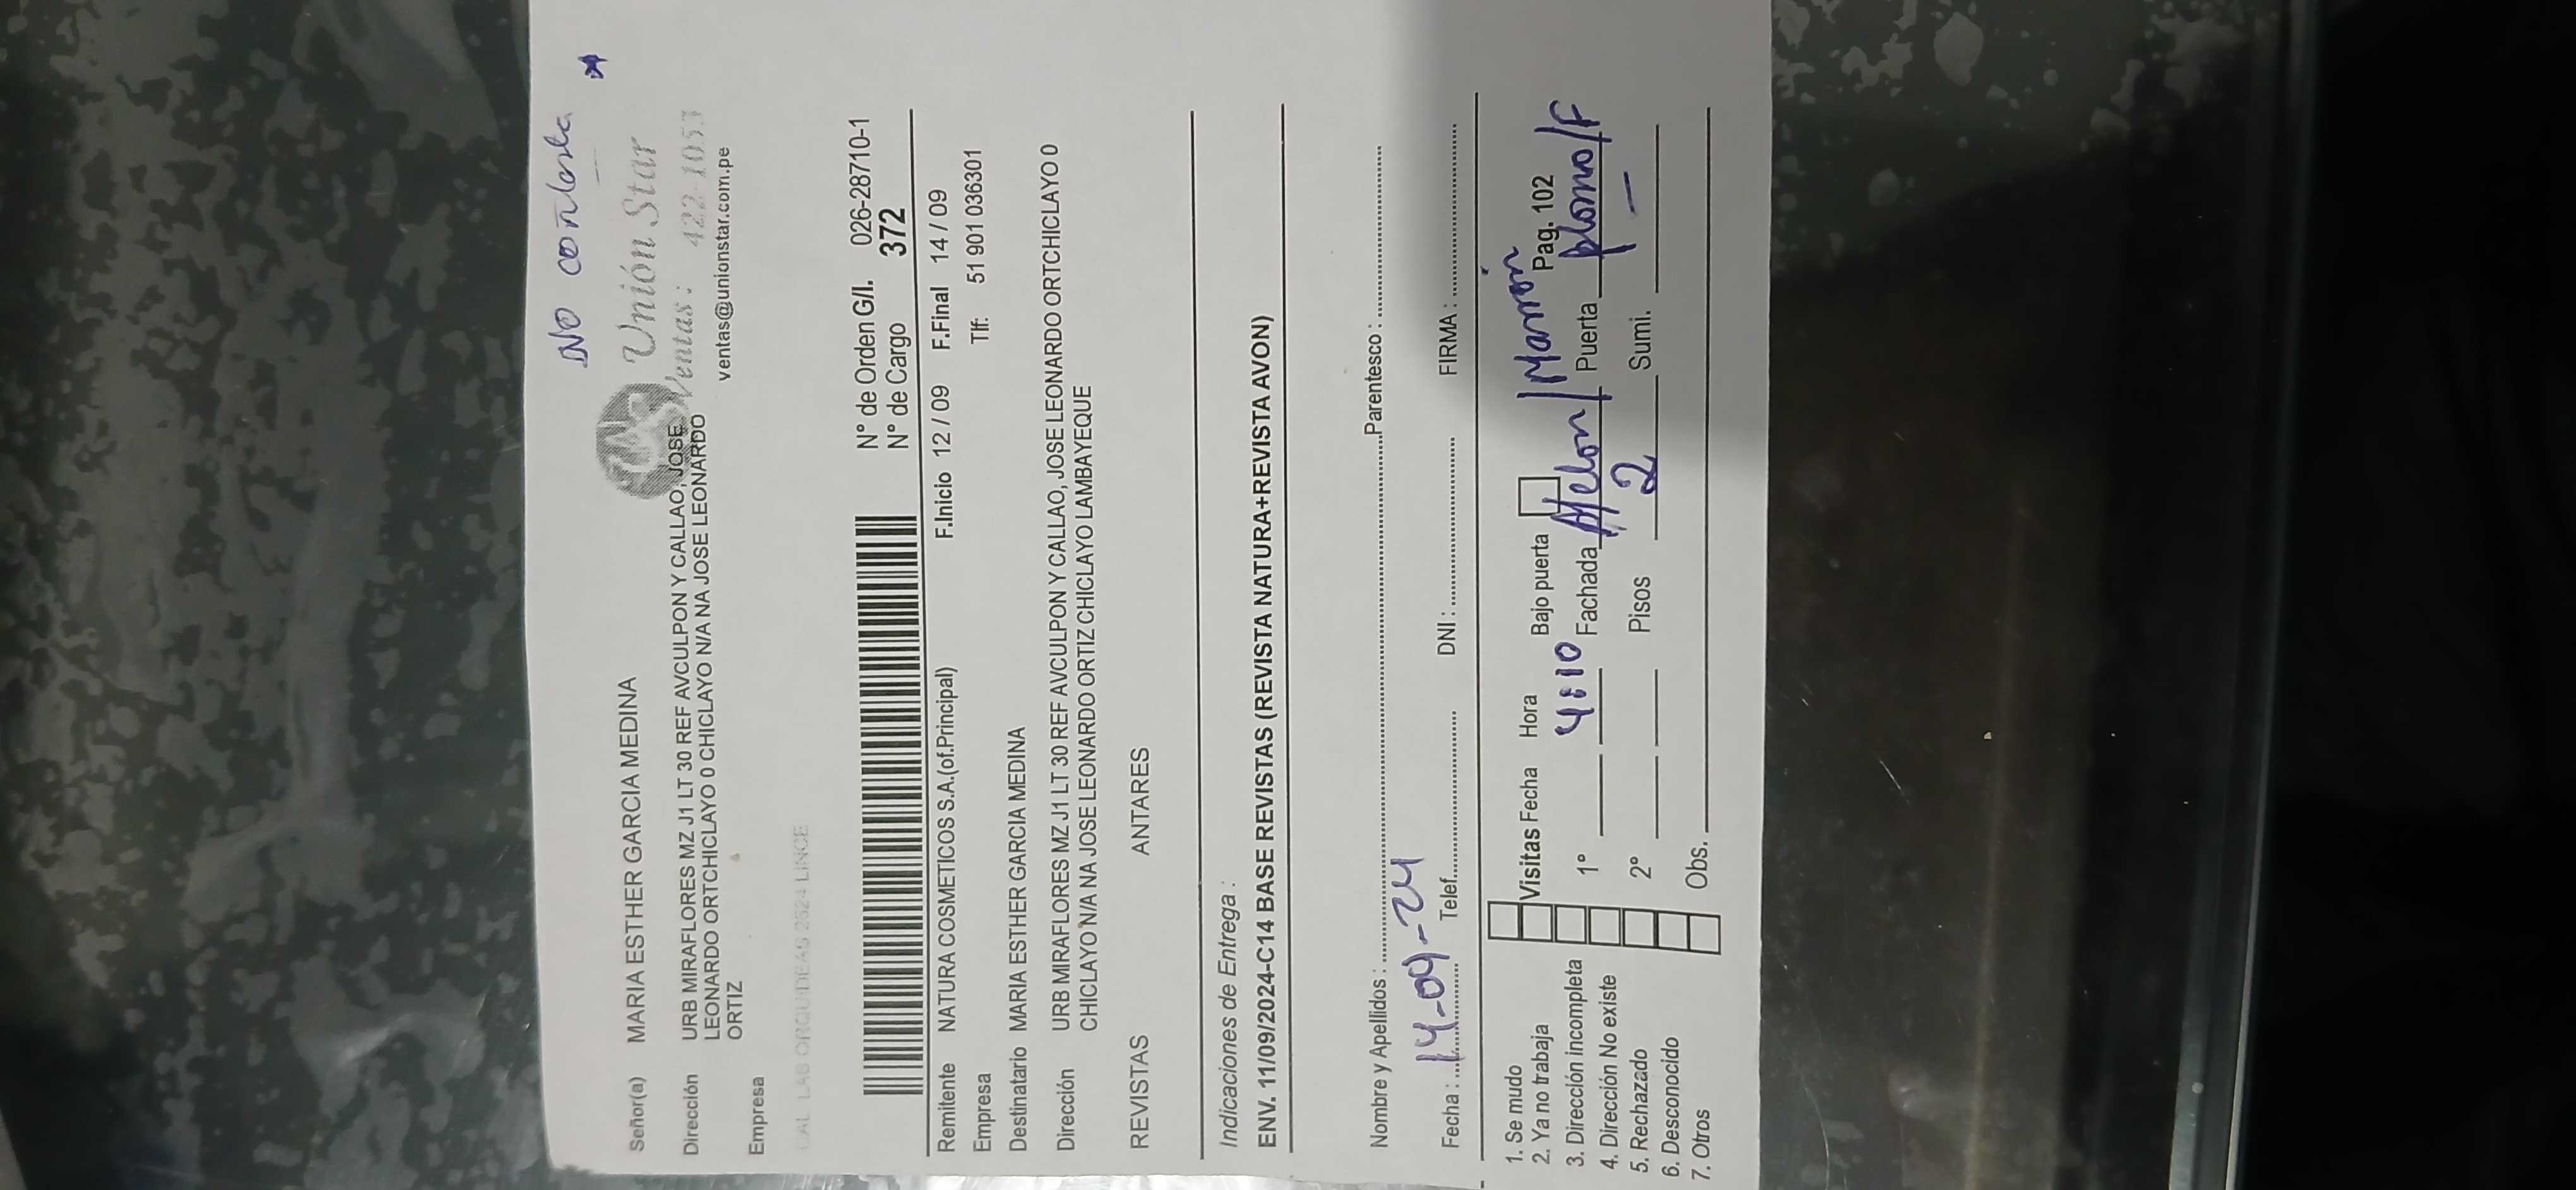 NO contesta
Unión Star
Ventas: 422-1053
ventas@unionstar.com.pe
Señor(a) MARIA ESTHER GARCIA MEDINA
Dirección URB MIRAFLORES MZ J1 LT 30 REF AVCULPON Y CALLAO, JOSE
LEONARDO ORTCHICLAYO 0 CHICLAYO N/A NA JOSE LEONARDO
ORTIZ
Empresa
CAL LAS ORQUIDEAS 2624 LINCE
N° de Orden G/I. 026-28710-1
N° de Cargo 372
Remitente NATURA COSMETICOS S.A.(of.Principal) F.Inicio 12 / 09 F.Final 14 / 09
Empresa Tlf: 51 901 036301
Destinatario MARIA ESTHER GARCIA MEDINA
Dirección URB MIRAFLORES MZ J1 LT 30 REF AVCULPON Y CALLAO, JOSE LEONARDO ORTCHICLAYO 0
CHICLAYO N/A NA JOSE LEONARDO ORTIZ CHICLAYO LAMBAYEQUE
REVISTAS ANTARES
Indicaciones de Entrega :
ENV. 11/09/2024-C14 BASE REVISTAS (REVISTA NATURA+REVISTA AVON)
Nombre y Apellidos : Parentesco :
Fecha : 14-09-24 Telef. DNI : FIRMA :
1. Se mudo
2. Ya no trabaja
3. Dirección incompleta
4. Dirección No existe
5. Rechazado
6. Desconocido
7. Otros
Visitas Fecha Hora Bajo puerta Pag. 102
1° 4:10 Fachada Melon/Marron Puerta plomo/F
2° Pisos 2 Sumi. —
Obs.